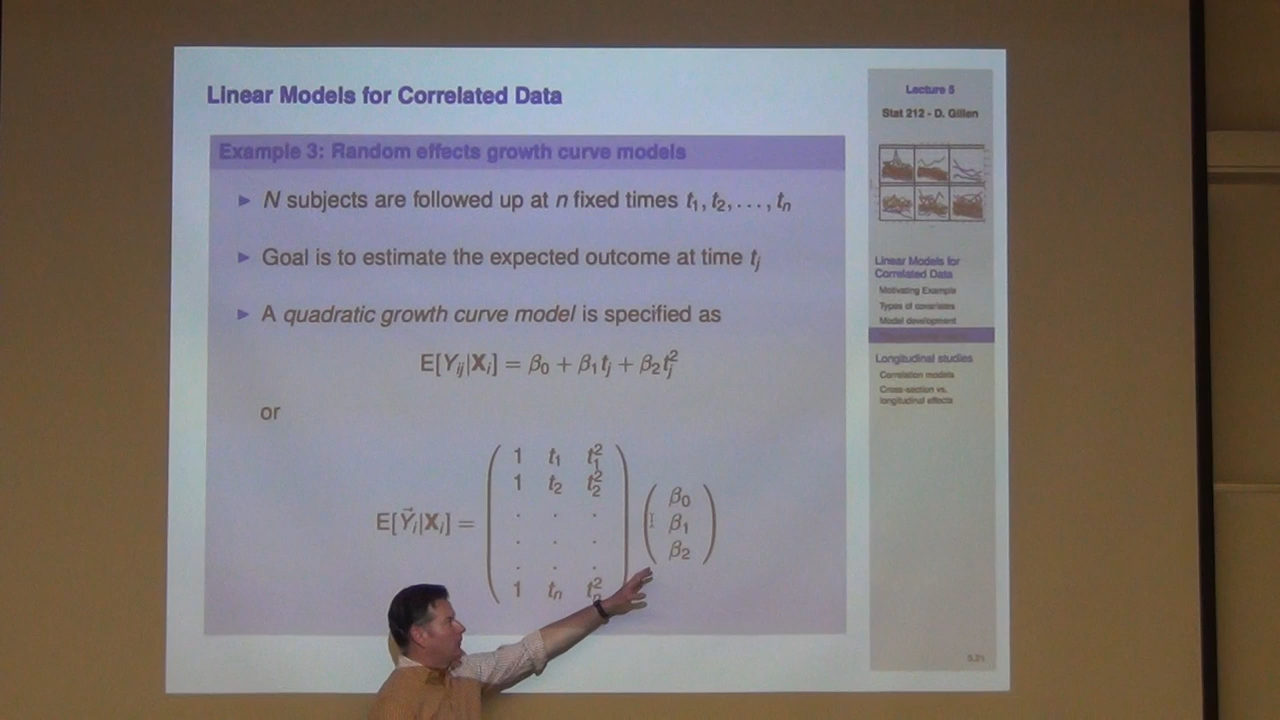 Linear Models for Correlated Data
Example 3: Random effects growth curve models
► N subjects are followed up at n fixed times t₁, t₂, . . . , tₙ
► Goal is to estimate the expected outcome at time tⱼ
► A quadratic growth curve model is specified as
E[Yᵢⱼ|Xᵢ] = β₀ + β₁tⱼ + β₂tⱼ²
or
E[Y⃗ᵢ|Xᵢ] =
1 t₁ t₁²
1 t₂ t₂²
. . .
. . .
. . .
1 tₙ tₙ²
β₀
β₁
β₂
Lecture 5
Stat 212 - D. Gillen
Linear Models for
Correlated Data
Motivating Example
Types of covariates
Model development
Longitudinal studies
Correlation models
Cross-section vs.
longitudinal effects